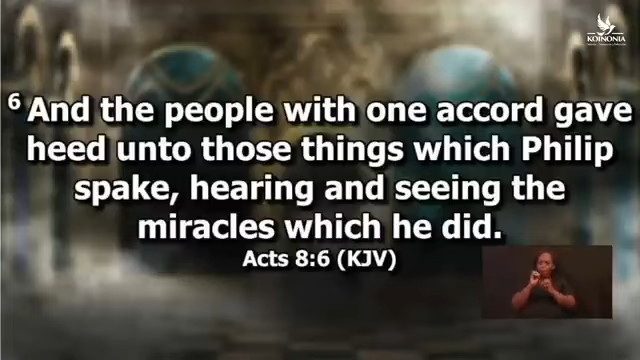 KOINONIA
6 And the people with one accord gave
heed unto those things which Philip
spake, hearing and seeing the
miracles which he did.
Acts 8:6 (KJV)